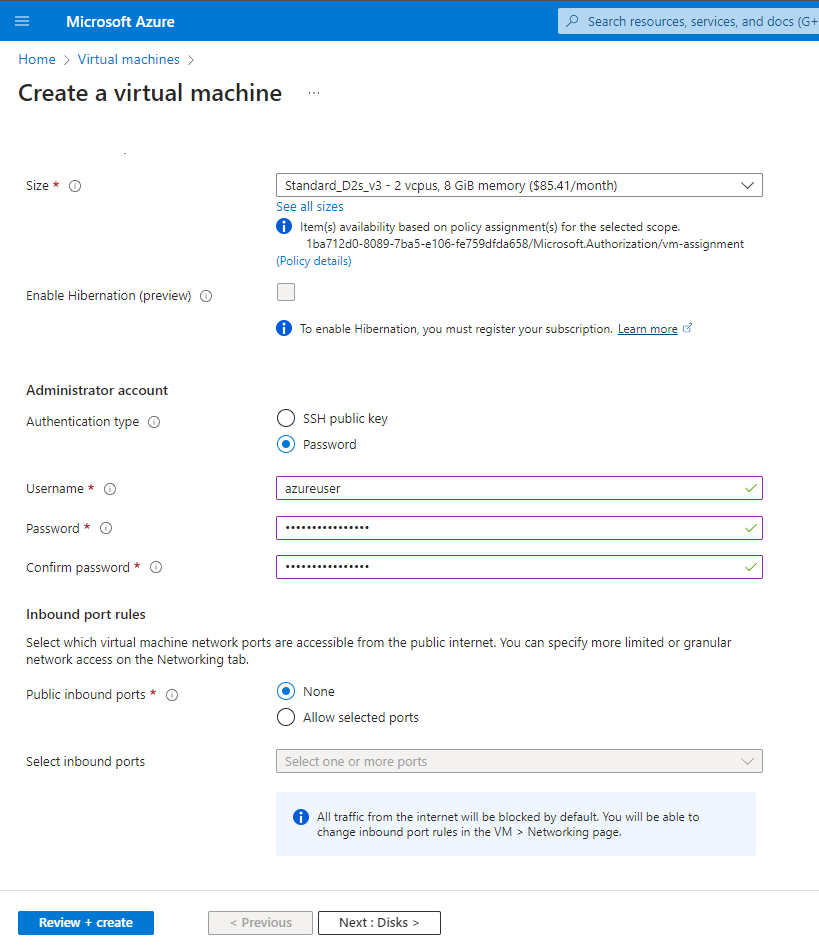 Microsoft Azure
Search resources, services, and docs (G+
Home > Virtual machines >
Create a virtual machine ...
Size *
Standard_D2s_v3 - 2 vcpus, 8 GiB memory ($85.41/month)
See all sizes
Item(s) availability based on policy assignment(s) for the selected scope.
1ba712d0-8089-7ba5-e106-fe759dfda658/Microsoft.Authorization/vm-assignment
(Policy details)
Enable Hibernation (preview)
To enable Hibernation, you must register your subscription. Learn more
Administrator account
Authentication type
SSH public key
Password
Username *
azureuser
Password *
••••••••••••••••
Confirm password *
••••••••••••••••
Inbound port rules
Select which virtual machine network ports are accessible from the public internet. You can specify more limited or granular
network access on the Networking tab.
Public inbound ports *
None
Allow selected ports
Select inbound ports
Select one or more ports
All traffic from the internet will be blocked by default. You will be able to
change inbound port rules in the VM > Networking page.
Review + create
< Previous
Next : Disks >